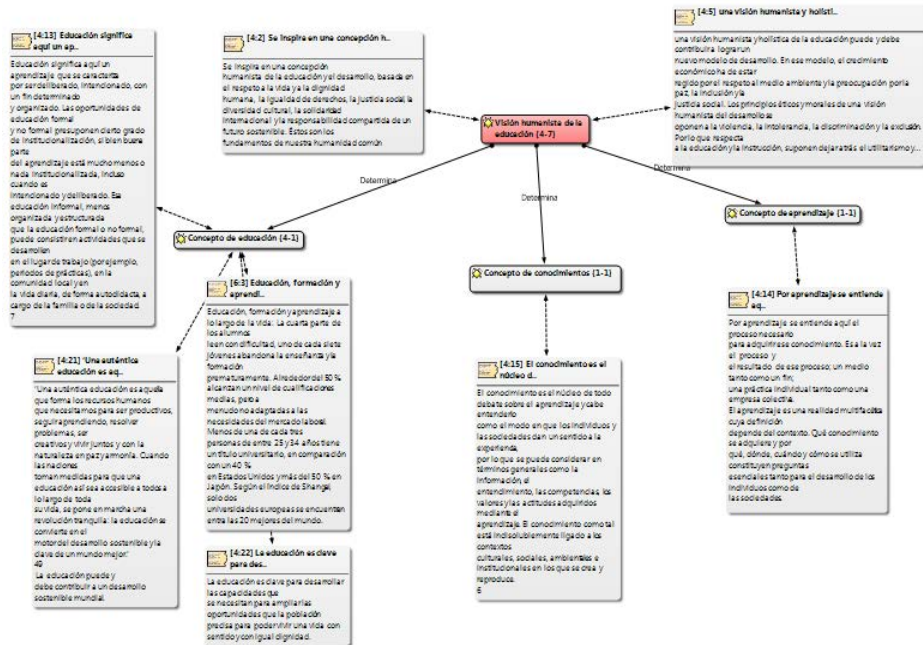 [4:13] Educación significa
aquí un ap..
Educación significa aquí un
aprendizaje que se caracteriza
por ser deliberado, intencionado, con
un fin determinado
y organizado. Las oportunidades de
educación formal
y no formal presuponen cierto grado
de institucionalización, si bien buena
parte
del aprendizaje está mucho menos o
nada institucionalizada, incluso
cuando es
intencionado y deliberado. Esa
educación informal, menos
organizada y estructurada
que la educación formal o no formal,
puede consistir en actividades que se
desarrollen
en el lugar de trabajo (por ejemplo,
periodos de prácticas), en la
comunidad local y en
la vida diaria, de forma autodidacta, a
cargo de la familia o de la sociedad.
7
[4:2] Se inspira en una concepción h..
Se inspira en una concepción
humanista de la educación y el desarrollo, basada en
el respeto a la vida y a la dignidad
humana, la igualdad de derechos, la justicia social, la
diversidad cultural, la solidaridad
internacional y la responsabilidad compartida de un
futuro sostenible. Estos son los
fundamentos de nuestra humanidad común
[4:5] una visión humanista y holísti..
una visión humanista y holística de la educación puede y debe
contribuir a lograr un
nuevo modelo de desarrollo. En ese modelo, el crecimiento
económico ha de estar
regido por el respeto al medio ambiente y la preocupación por la
paz, la inclusión y la
justicia social. Los principios éticos y morales de una visión
humanista del desarrollo se
oponen a la violencia, la intolerancia, la discriminación y la exclusión.
Por lo que respecta
a la educación y la instrucción, suponen dejar atrás el utilitarismo y...
Visión humanista de la
educación {4-7}
Determina
Determina
Determina
Concepto de educación {4-1}
Concepto de conocimientos {1-1}
Concepto de aprendizaje {1-1}
[4:21] "Una auténtica
educación es aq..
"Una auténtica educación es aquella
que forma los recursos humanos
que necesitamos para ser productivos,
seguir aprendiendo, resolver
problemas, ser
creativos y vivir juntos y con la
naturaleza en paz y armonía. Cuando
las naciones
toman medidas para que una
educación así sea accesible a todos a
lo largo de toda
su vida, se pone en marcha una
revolución tranquila: la educación se
convierte en el
motor del desarrollo sostenible y la
clave de un mundo mejor."
49
La educación puede y
debe contribuir a un desarrollo
sostenible mundial.
[6:3] Educación, formación y
aprendi..
Educación, formación y aprendizaje a
lo largo de la vida: La cuarta parte de
los alumnos
leen con dificultad, uno de cada siete
jóvenes abandona la enseñanza y la
formación
prematuramente. Alrededor del 50 %
alcanzan un nivel de cualificaciones
medias, pero a
menudo no adaptadas a las
necesidades del mercado laboral.
Menos de una de cada tres
personas de entre 25 y 34 años tiene
un título universitario, en comparación
con un 40 %
en Estados Unidos y más del 50 % en
Japón. Según el índice de Shangai,
solo dos
universidades europeas se encuentran
entre las 20 mejores del mundo.
[4:22] La educación es clave
para des..
La educación es clave para desarrollar
las capacidades que
se necesitan para ampliar las
oportunidades que la población
precisa para poder vivir una vida con
sentido y con igual dignidad.
[4:15] El conocimiento es el
núcleo d..
El conocimiento es el núcleo de todo
debate sobre el aprendizaje y cabe
entenderlo
como el modo en que los individuos y
las sociedades dan un sentido a la
experiencia,
por lo que se puede considerar en
términos generales como la
información, el
entendimiento, las competencias, los
valores y las actitudes adquiridos
mediante el
aprendizaje. El conocimiento como tal
está indisolublemente ligado a los
contextos
culturales, sociales, ambientales e
institucionales en los que se crea y
reproduce.
6
[4:14] Por aprendizaje se entiende
aq..
Por aprendizaje se entiende aquí el
proceso necesario
para adquirir ese conocimiento. Es a la vez
el proceso y
el resultado de ese proceso; un medio
tanto como un fin;
una práctica individual tanto como una
empresa colectiva.
El aprendizaje es una realidad multifacética
cuya definición
depende del contexto. Qué conocimiento
se adquiere y por
qué, dónde, cuándo y cómo se utiliza
constituyen preguntas
esenciales tanto para el desarrollo de los
individuos como de
las sociedades.